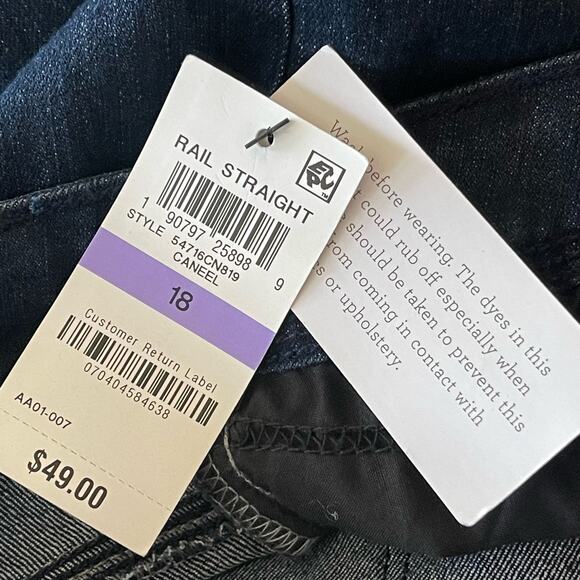 RAIL STRAIGHT
1 90797 25898 9
STYLE 54716CN819
CANEEL
18
Customer Return Label
070404584638
AA01-007
$49.00
before wearing. The dyes in this
could rub off especially when
should be taken to prevent this
from coming in contact with
or upholstery.